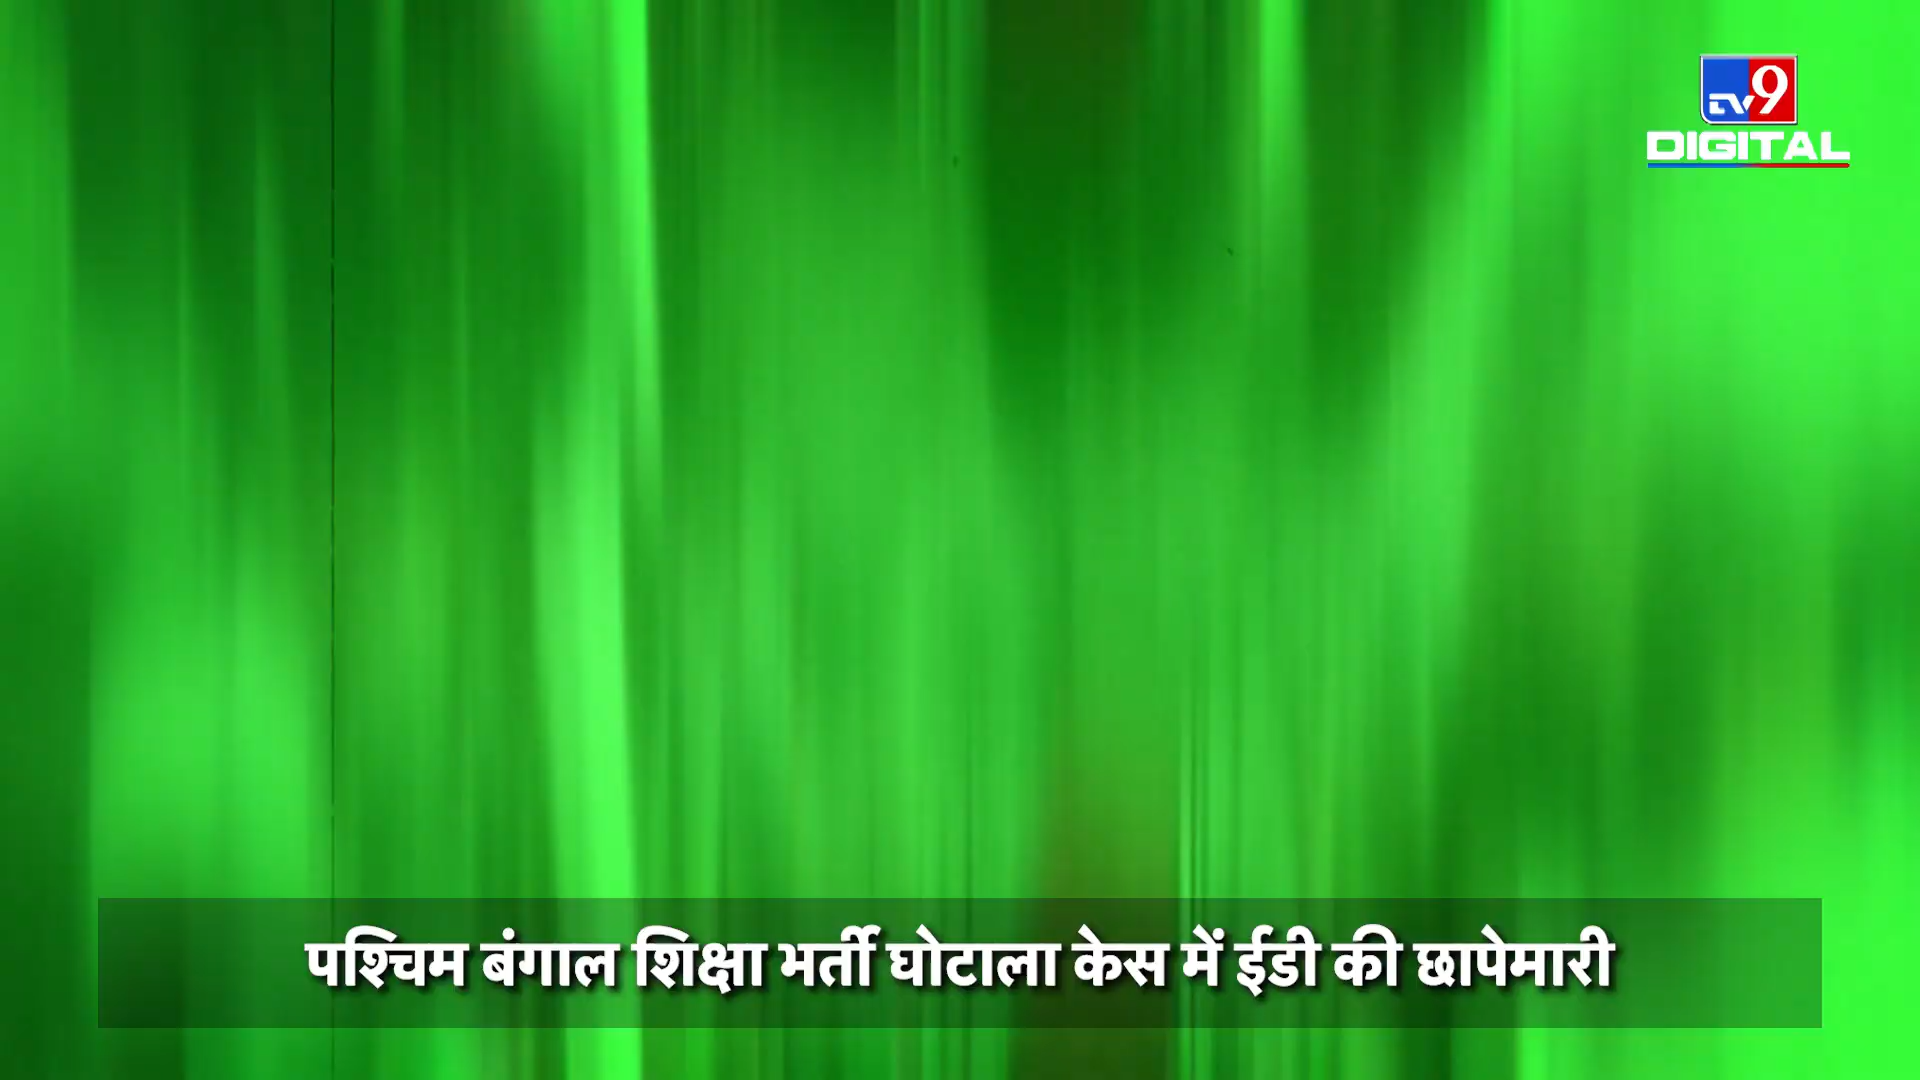 TV9
DIGITAL
पश्चिम बंगाल शिक्षा भर्ती घोटाला केस में ईडी की छापेमारी